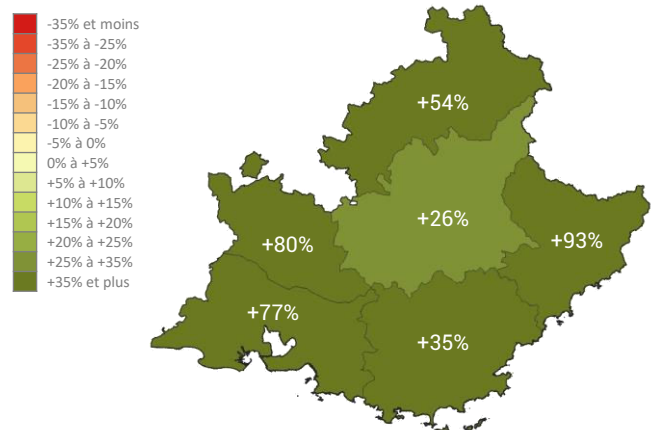 -35% et moins
-35% à -25%
-25% à -20%
-20% à -15%
-15% à -10%
-10% à -5%
-5% à 0%
0% à +5%
+5% à +10%
+10% à +15%
+15% à +20%
+20% à +25%
+25% à +35%
+35% et plus
+54%
+26%
+80%
+93%
+77%
+35%